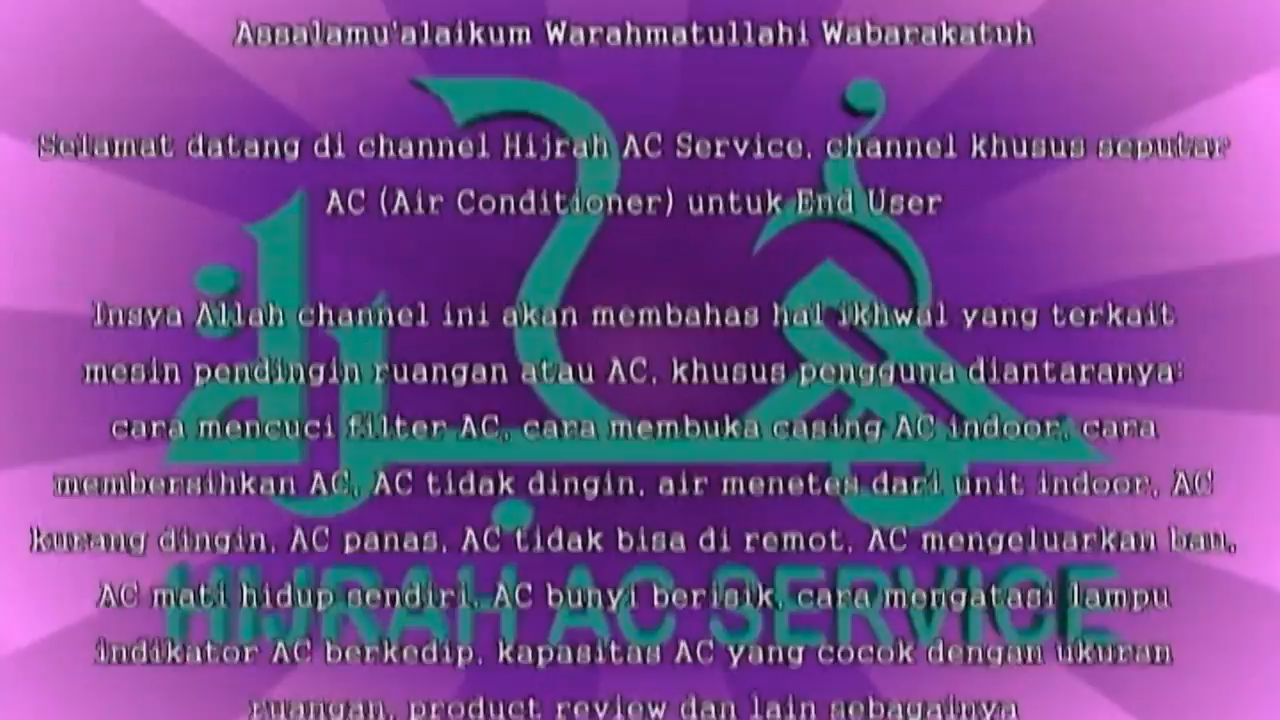 Assalamu'alaikum Warahmatullahi Wabarakatuh
Selamat datang di channel Hijrah AC Service, channel khusus seputar
AC (Air Conditioner) untuk End User
Insya Allah channel ini akan membahas hal ikhwal yang terkait
mesin pendingin ruangan atau AC, khusus pengguna diantaranya:
cara mencuci filter AC, cara membuka casing AC indoor, cara
membersihkan AC, AC tidak dingin, air menetes dari unit indoor, AC
kurang dingin, AC panas, AC tidak bisa di remot, AC mengeluarkan bau,
AC mati hidup sendiri, AC bunyi berisik, cara mengatasi lampu
indikator AC berkedip, kapasitas AC yang cocok dengan ukuran
ruangan, product review dan lain sebagainya
HIJRAH AC SERVICE